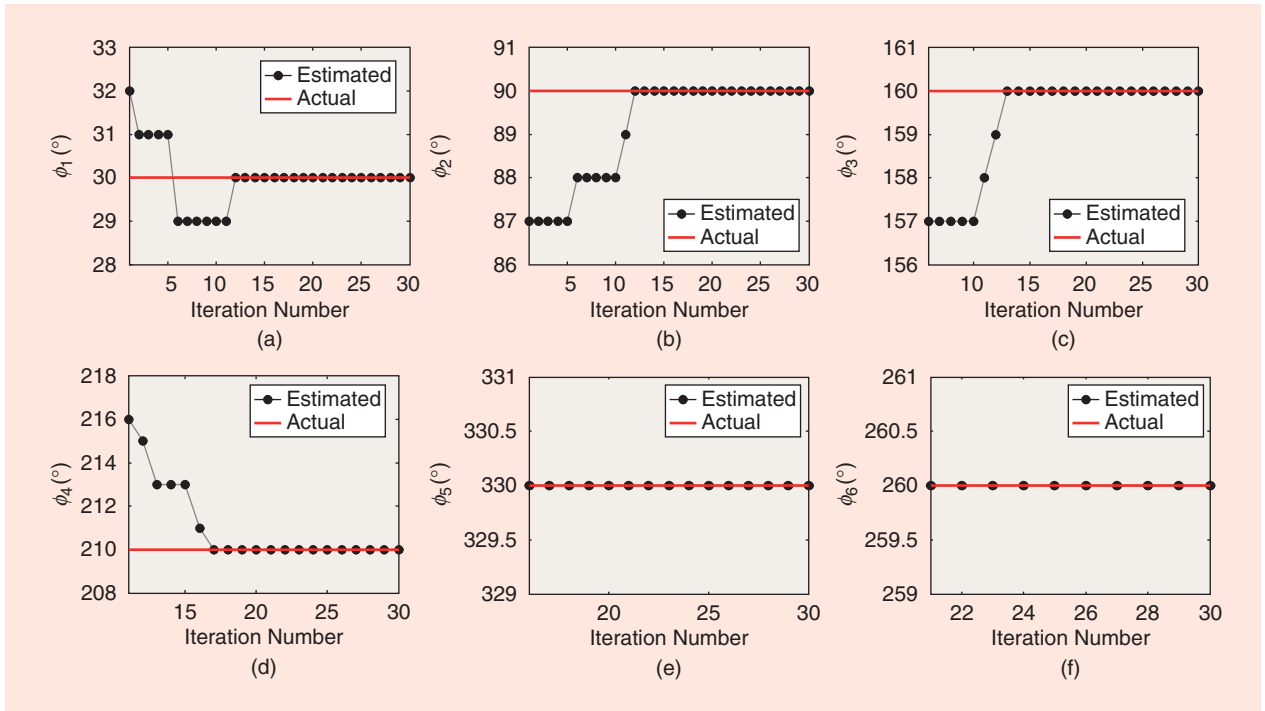 33
32
31
30
29
28
ϕ1 (°)
Estimated
Actual
5 10 15 20 25 30
Iteration Number
(a)
91
90
89
88
87
86
ϕ2 (°)
Estimated
Actual
5 10 15 20 25 30
Iteration Number
(b)
161
160
159
158
157
156
ϕ3 (°)
Estimated
Actual
10 15 20 25 30
Iteration Number
(c)
218
216
214
212
210
208
ϕ4 (°)
Estimated
Actual
15 20 25 30
Iteration Number
(d)
331
330.5
330
329.5
329
ϕ5 (°)
Estimated
Actual
20 25 30
Iteration Number
(e)
261
260.5
260
259.5
259
ϕ6 (°)
Estimated
Actual
22 24 26 28 30
Iteration Number
(f)